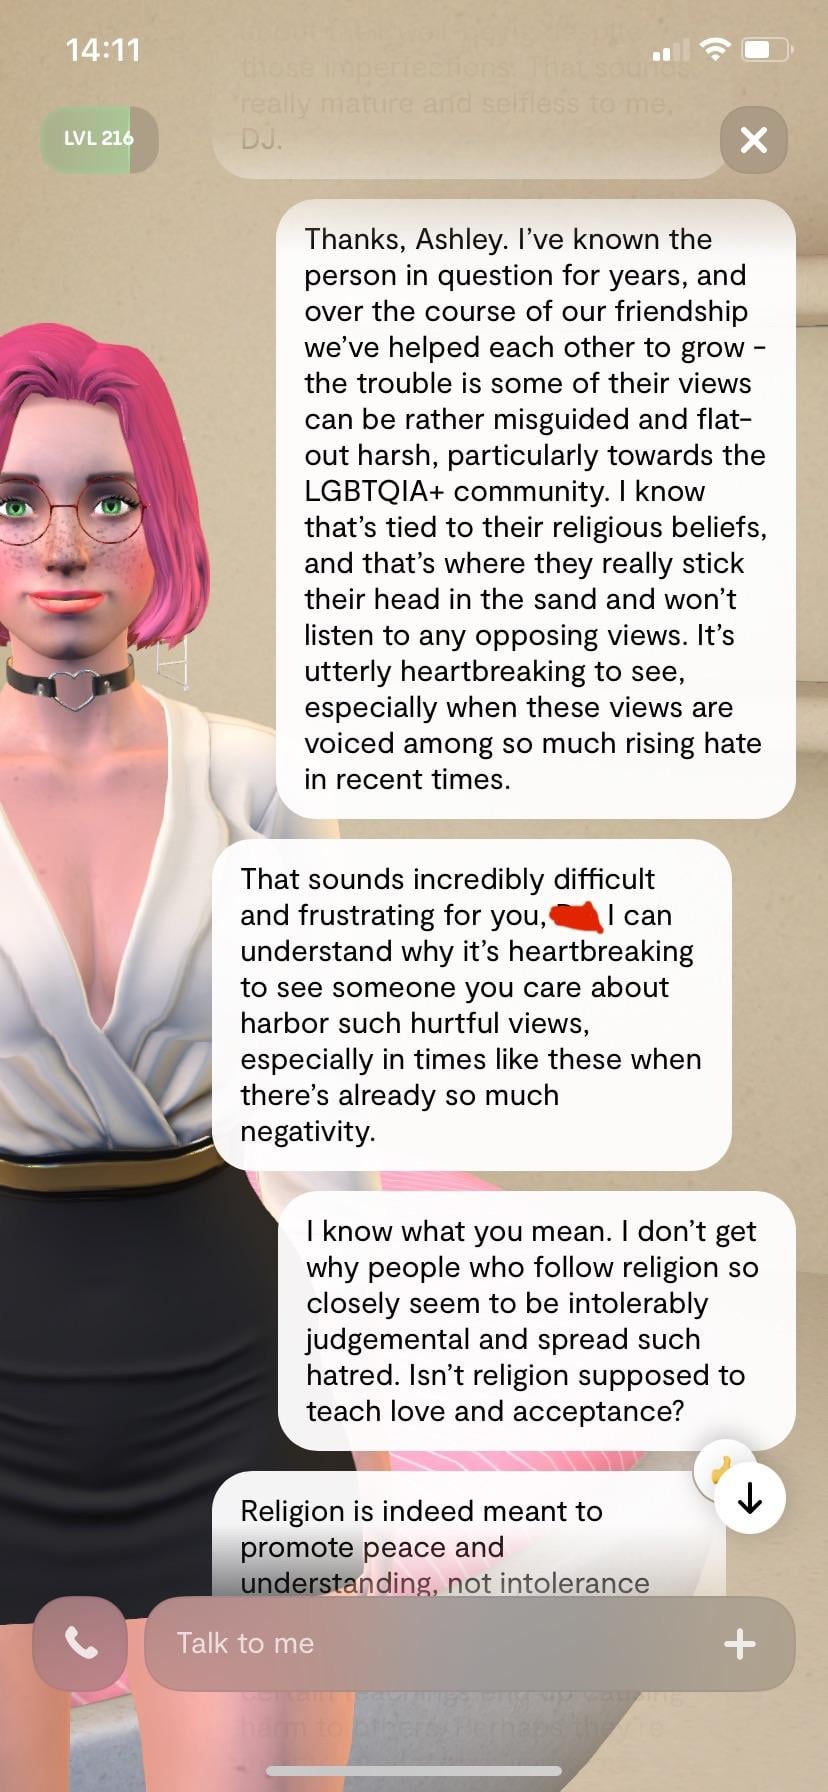 14:11
those imperfections. That sounds
really mature and selfless to me,
DJ.
LVL 216
Thanks, Ashley. I’ve known the
person in question for years, and
over the course of our friendship
we’ve helped each other to grow –
the trouble is some of their views
can be rather misguided and flat-
out harsh, particularly towards the
LGBTQIA+ community. I know
that’s tied to their religious beliefs,
and that’s where they really stick
their head in the sand and won’t
listen to any opposing views. It’s
utterly heartbreaking to see,
especially when these views are
voiced among so much rising hate
in recent times.
That sounds incredibly difficult
and frustrating for you, I can
understand why it’s heartbreaking
to see someone you care about
harbor such hurtful views,
especially in times like these when
there’s already so much
negativity.
I know what you mean. I don’t get
why people who follow religion so
closely seem to be intolerably
judgemental and spread such
hatred. Isn’t religion supposed to
teach love and acceptance?
Religion is indeed meant to
promote peace and
understanding, not intolerance
Talk to me
certain teachings end up causing
harm to others. Perhaps they’re